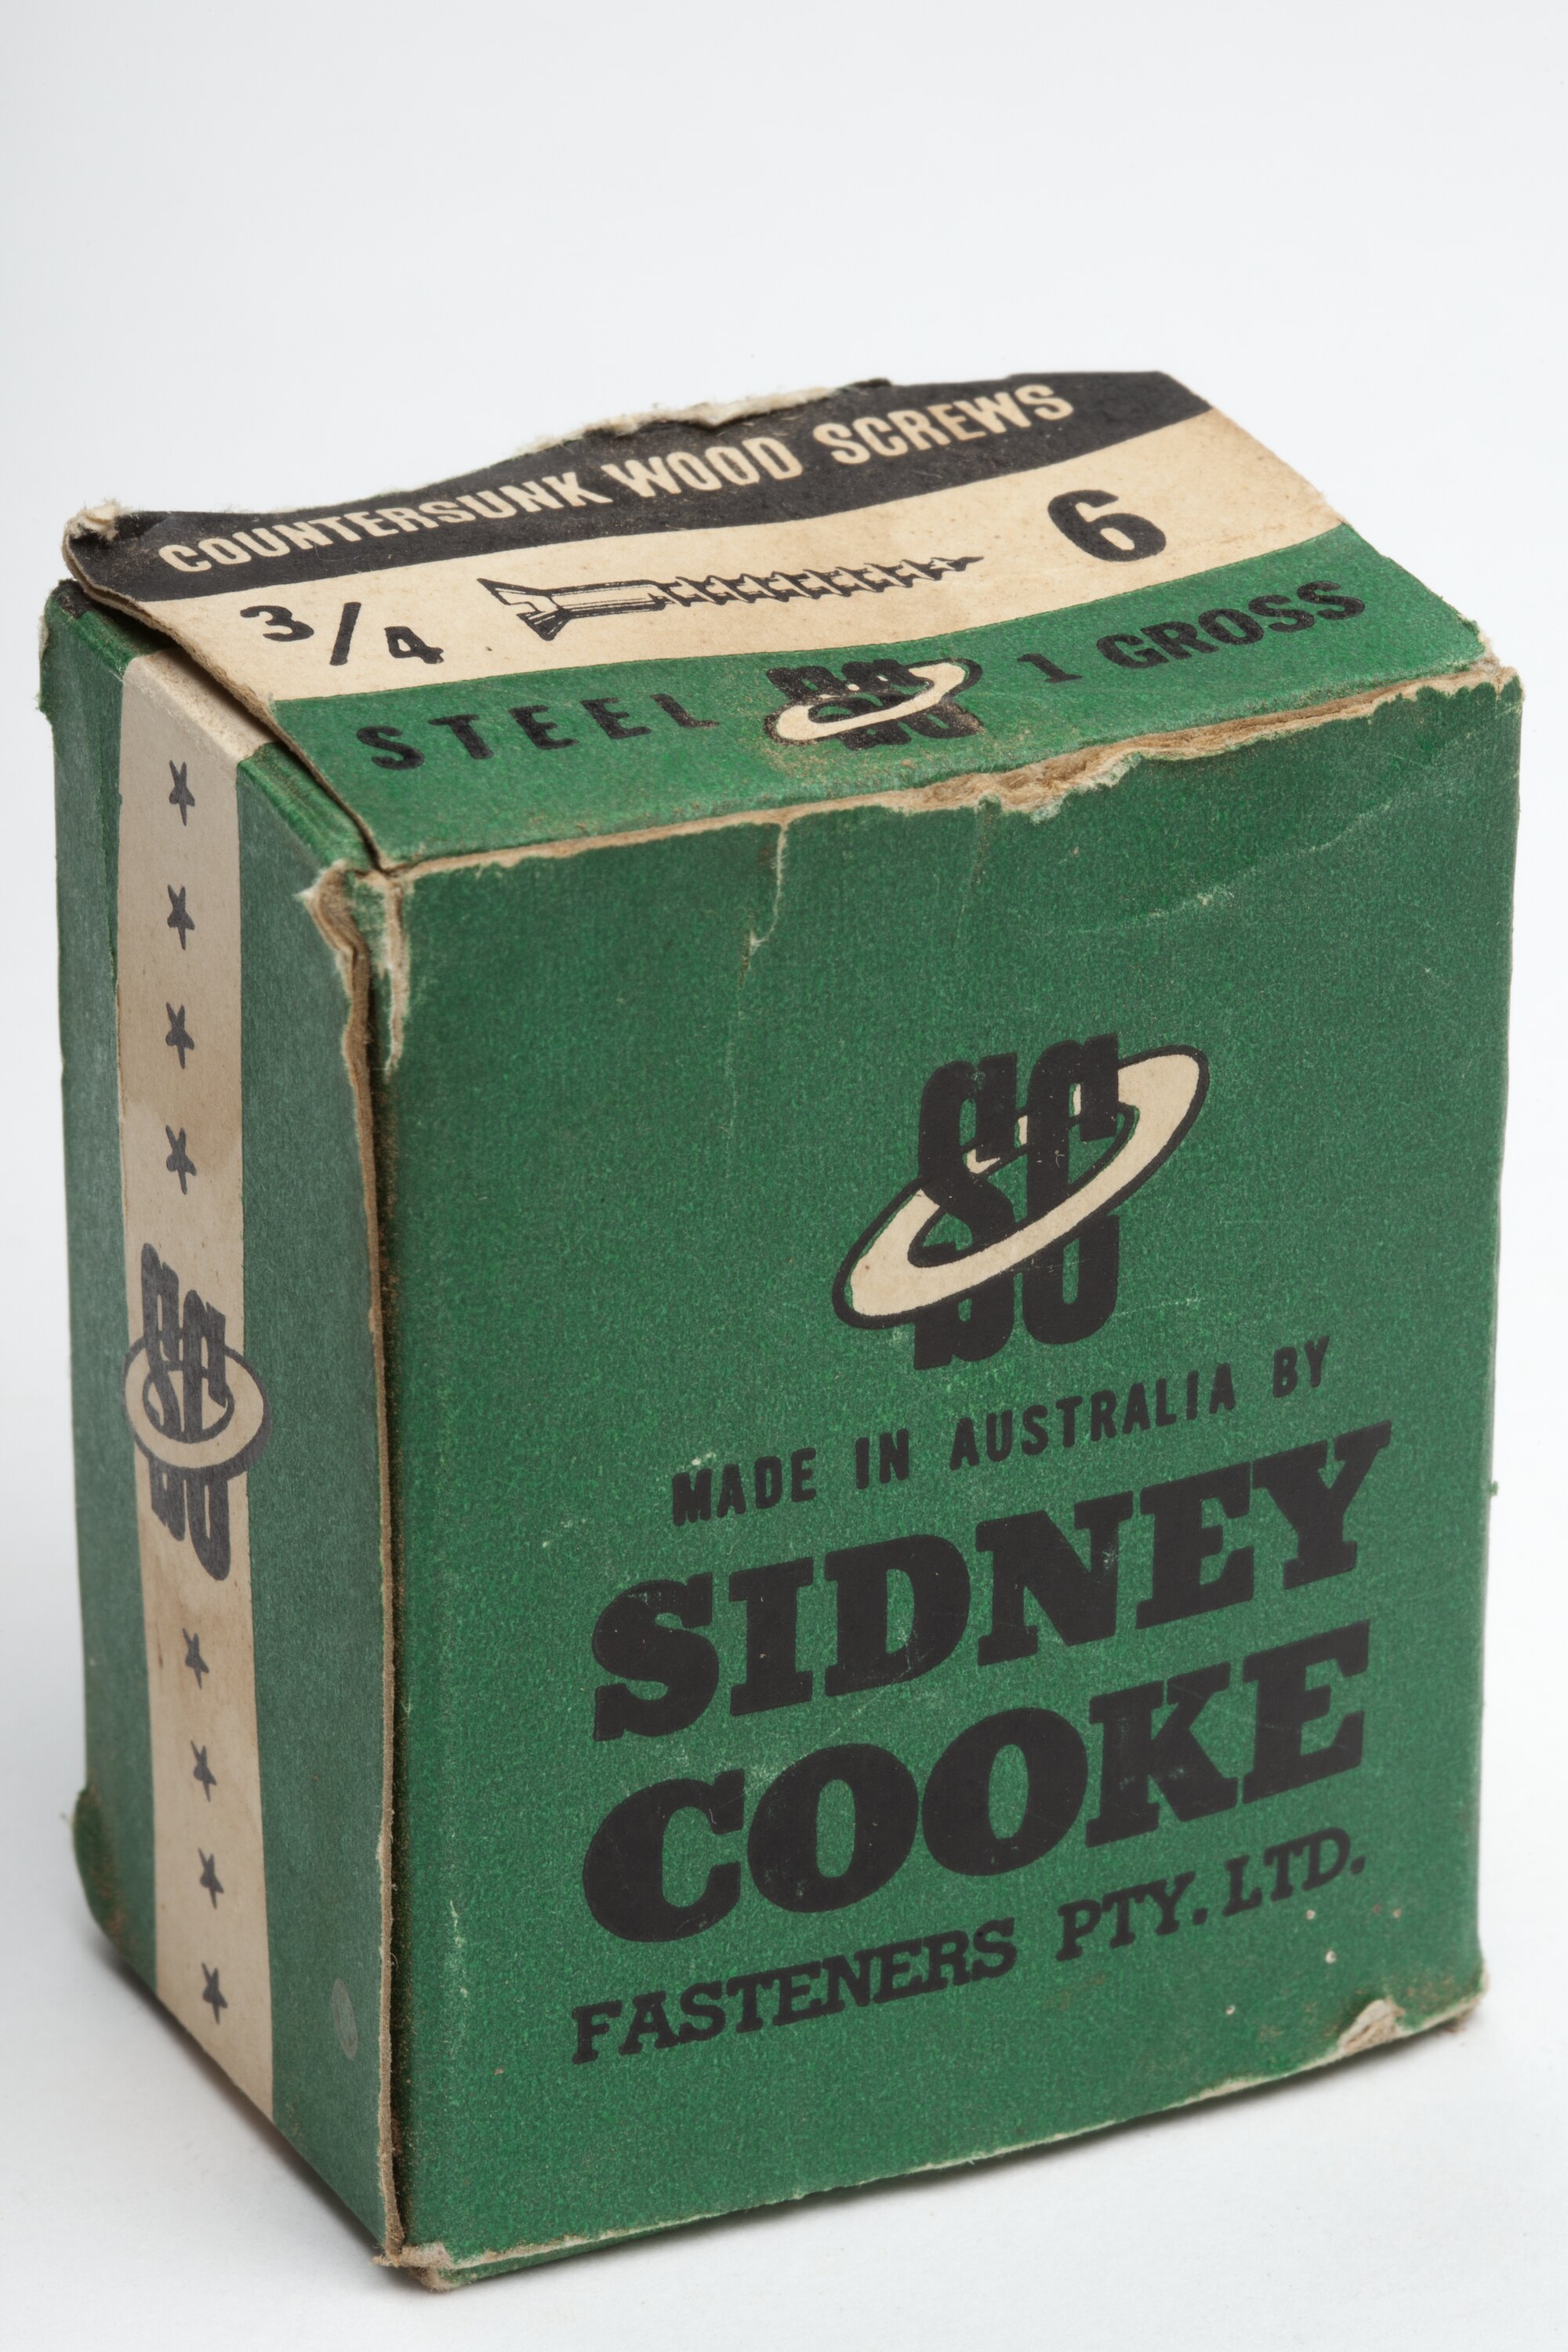 COUNTERSUNK WOOD SCREWS
3/4 6
STEEL 1 GROSS
MADE IN AUSTRALIA BY
SIDNEY
COOKE
FASTENERS PTY. LTD.